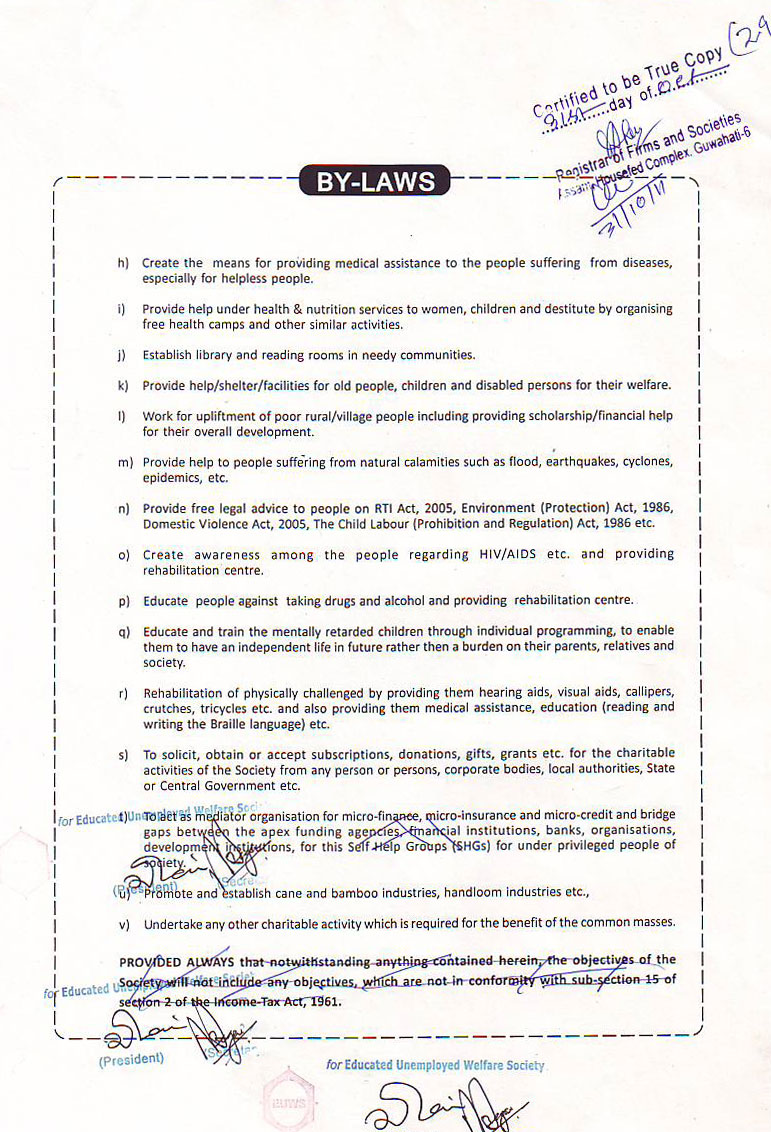 (29
Certified to be True Copy
31st day of Oct
Registrar of Firms and Societies
Assam Housefed Complex. Guwahati-6
31/10/11
BY-LAWS
h) Create the means for providing medical assistance to the people suffering from diseases,
especially for helpless people.
i) Provide help under health & nutrition services to women, children and destitute by organising
free health camps and other similar activities.
j) Establish library and reading rooms in needy communities.
k) Provide help/shelter/facilities for old people, children and disabled persons for their welfare.
l) Work for upliftment of poor rural/village people including providing scholarship/financial help
for their overall development.
m) Provide help to people suffering from natural calamities such as flood, earthquakes, cyclones,
epidemics, etc.
n) Provide free legal advice to people on RTI Act, 2005, Environment (Protection) Act, 1986,
Domestic Violence Act, 2005, The Child Labour (Prohibition and Regulation) Act, 1986 etc.
o) Create awareness among the people regarding HIV/AIDS etc. and providing
rehabilitation centre.
p) Educate people against taking drugs and alcohol and providing rehabilitation centre.
q) Educate and train the mentally retarded children through individual programming, to enable
them to have an independent life in future rather then a burden on their parents, relatives and
society.
r) Rehabilitation of physically challenged by providing them hearing aids, visual aids, callipers,
crutches, tricycles etc. and also providing them medical assistance, education (reading and
writing the Braille language) etc.
s) To solicit, obtain or accept subscriptions, donations, gifts, grants etc. for the charitable
activities of the Society from any person or persons, corporate bodies, local authorities, State
or Central Government etc.
for Educated Unemployed Welfare Soci
t) To act as mediator organisation for micro-finance, micro-insurance and micro-credit and bridge
gaps between the apex funding agencies, financial institutions, banks, organisations,
development institutions, for this Self Help Groups (SHGs) for under privileged people of
society.
(President) (Secreta
u) Promote and establish cane and bamboo industries, handloom industries etc.,
v) Undertake any other charitable activity which is required for the benefit of the common masses.
PROVIDED ALWAYS that notwithstanding anything contained herein, the objectives of the
Society will not include any objectives, which are not in conformity with sub-section 15 of
section 2 of the Income-Tax Act, 1961.
for Educated Unemployed Welfare Societ
(President) (Secreta
for Educated Unemployed Welfare Society
EUWS